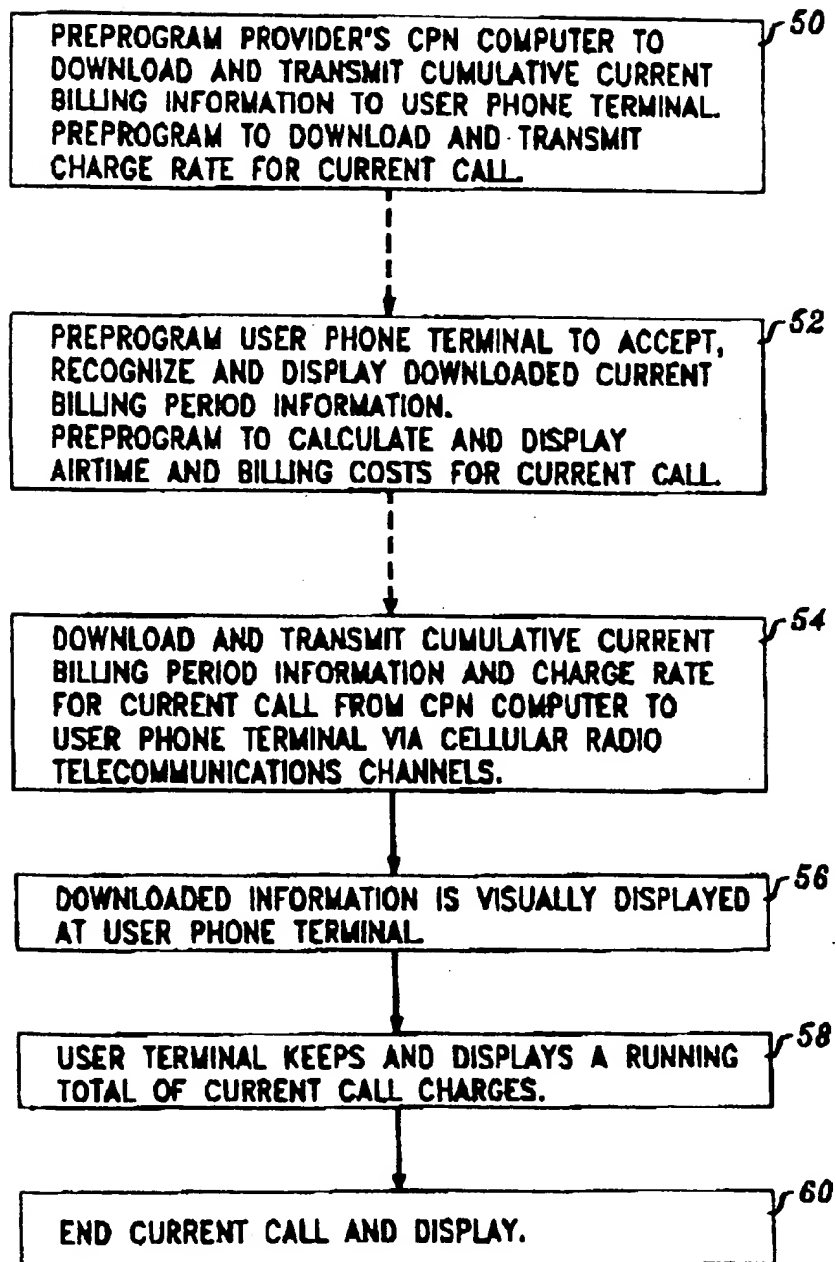 50
PREPROGRAM PROVIDER'S CPN COMPUTER TO
DOWNLOAD AND TRANSMIT CUMULATIVE CURRENT
BILLING INFORMATION TO USER PHONE TERMINAL.
PREPROGRAM TO DOWNLOAD AND TRANSMIT
CHARGE RATE FOR CURRENT CALL.
52
PREPROGRAM USER PHONE TERMINAL TO ACCEPT,
RECOGNIZE AND DISPLAY DOWNLOADED CURRENT
BILLING PERIOD INFORMATION.
PREPROGRAM TO CALCULATE AND DISPLAY
AIRTIME AND BILLING COSTS FOR CURRENT CALL.
54
DOWNLOAD AND TRANSMIT CUMULATIVE CURRENT
BILLING PERIOD INFORMATION AND CHARGE RATE
FOR CURRENT CALL FROM CPN COMPUTER TO
USER PHONE TERMINAL VIA CELLULAR RADIO
TELECOMMUNICATIONS CHANNELS.
56
DOWNLOADED INFORMATION IS VISUALLY DISPLAYED
AT USER PHONE TERMINAL
58
USER TERMINAL KEEPS AND DISPLAYS A RUNNING
TOTAL OF CURRENT CALL CHARGES.
60
END CURRENT CALL AND DISPLAY.